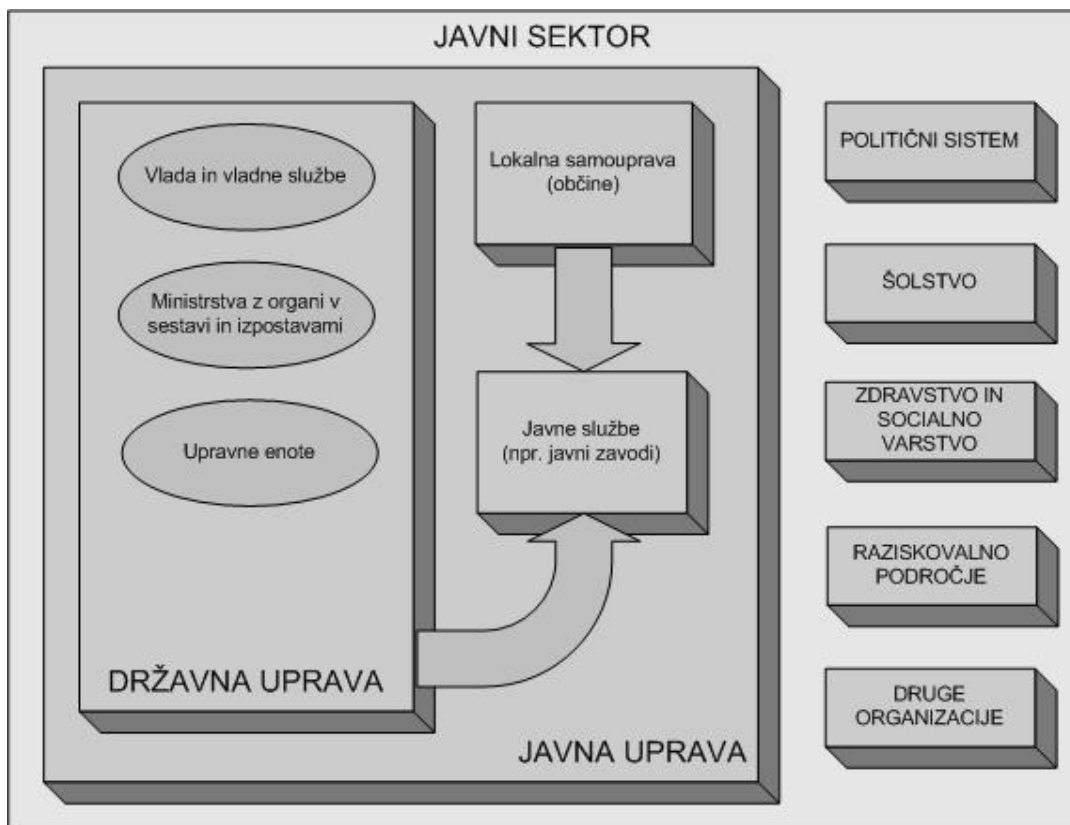 JAVNI SEKTOR
Vlada in vladne službe
Ministrstva z organi v
sestavi in izpostavami
Upravne enote
DRŽAVNA UPRAVA
Lokalna samouprava
(občine)
Javne službe
(npr. javni zavodi)
JAVNA UPRAVA
POLITIČNI SISTEM
ŠOLSTVO
ZDRAVSTVO IN
SOCIALNO
VARSTVO
RAZISKOVALNO
PODROČJE
DRUGE
ORGANIZACIJE